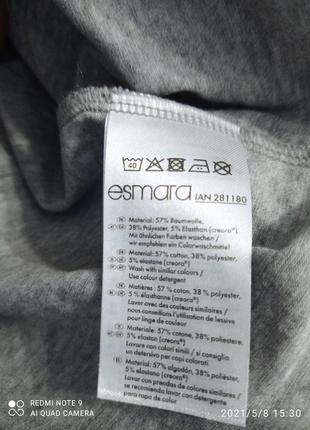 40
esmara IAN 281180
Material: 57% Baumwolle,
38% Polyester, 5% Elasthan (creora®)
Mit ähnlichen Farben waschen /
wir empfehlen ein Colorwaschmittel
Material: 57% cotton, 38% polyester,
5% elastane (creora®)
Wash with similar colours /
Use colour detergent
Matières : 57% coton, 38% polyester,
5% élasthanne (creora®)
Laver avec des couleurs similaires /
nous conseillons l'utilisation de lessive
pour linge de couleur
Materiale: 57% cotone, 38% poliestere,
5% elastan (creora®)
Lavare con colori simili / si consiglia
un detersivo per capi colorati
Material: 57% algodón, 38% poliéster,
5% elastano (creora®)
Lavar con prendas de colores similares /
se recomienda usar detergente
para ropa de color
REDMI NOTE 9
AI QUAD CAMERA
2021/5/8 15:30